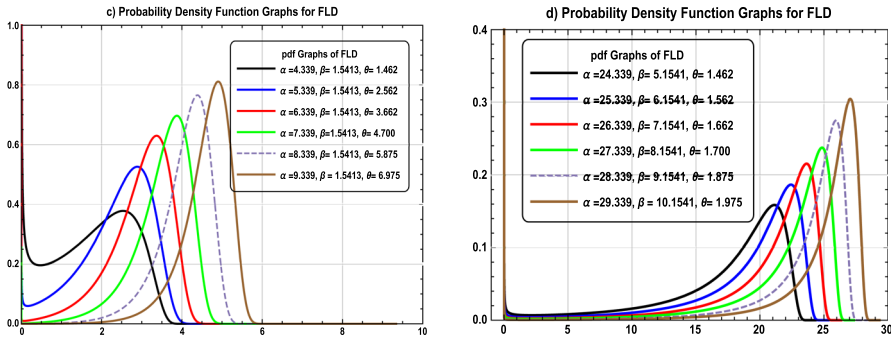 c) Probability Density Function Graphs for FLD
pdf Graphs of FLD
α =4.339, β= 1.5413, θ= 1.462
α =5.339, β= 1.5413, θ= 2.562
α =6.339, β= 1.5413, θ= 3.662
α =7.339, β=1.5413, θ= 4.700
α =8.339, β= 1.5413, θ= 5.875
α =9.339, β = 1.5413, θ= 6.975
1.0
0.8
0.6
0.4
0.2
0.0
0 2 4 6 8 10
d) Probability Density Function Graphs for FLD
pdf Graphs of FLD
α =24.339, β= 5.1541, θ= 1.462
α =25.339, β= 6.1541, θ= 1.562
α =26.339, β= 7.1541, θ= 1.662
α =27.339, β=8.1541, θ= 1.700
α =28.339, β= 9.1541, θ= 1.875
α =29.339, β = 10.1541, θ= 1.975
0.4
0.3
0.2
0.1
0.0
0 5 10 15 20 25 30